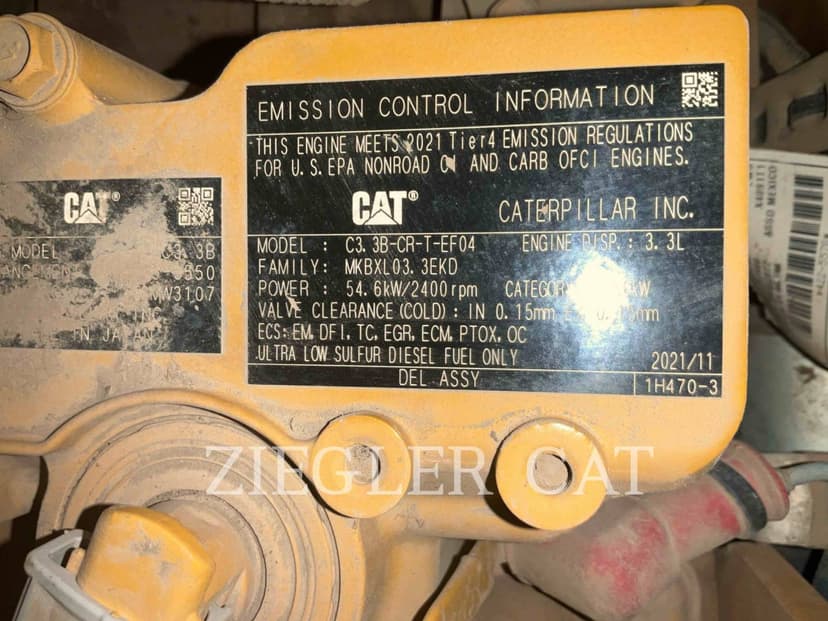 EMISSION CONTROL INFORMATION
THIS ENGINE MEETS 2021 Tier4 EMISSION REGULATIONS
FOR U.S. EPA NONROAD CI AND CARB OFCI ENGINES.
CAT® CATERPILLAR INC.
MODEL : C3.3B-CR-T-EF04 ENGINE DISP.: 3.3L
FAMILY: MKBXL03.3EKD
POWER : 54.6kW/2400rpm CATEGORY kW
VALVE CLEARANCE (COLD) : IN 0.15mm
ECS: EM, DFI, TC, EGR, ECM, PTOX, OC
ULTRA LOW SULFUR DIESEL FUEL ONLY 2021/11
DEL ASSY 1H470-3
CAT®
MODEL C3.3B
3107
IN JAPAN
ZIEGLER CAT